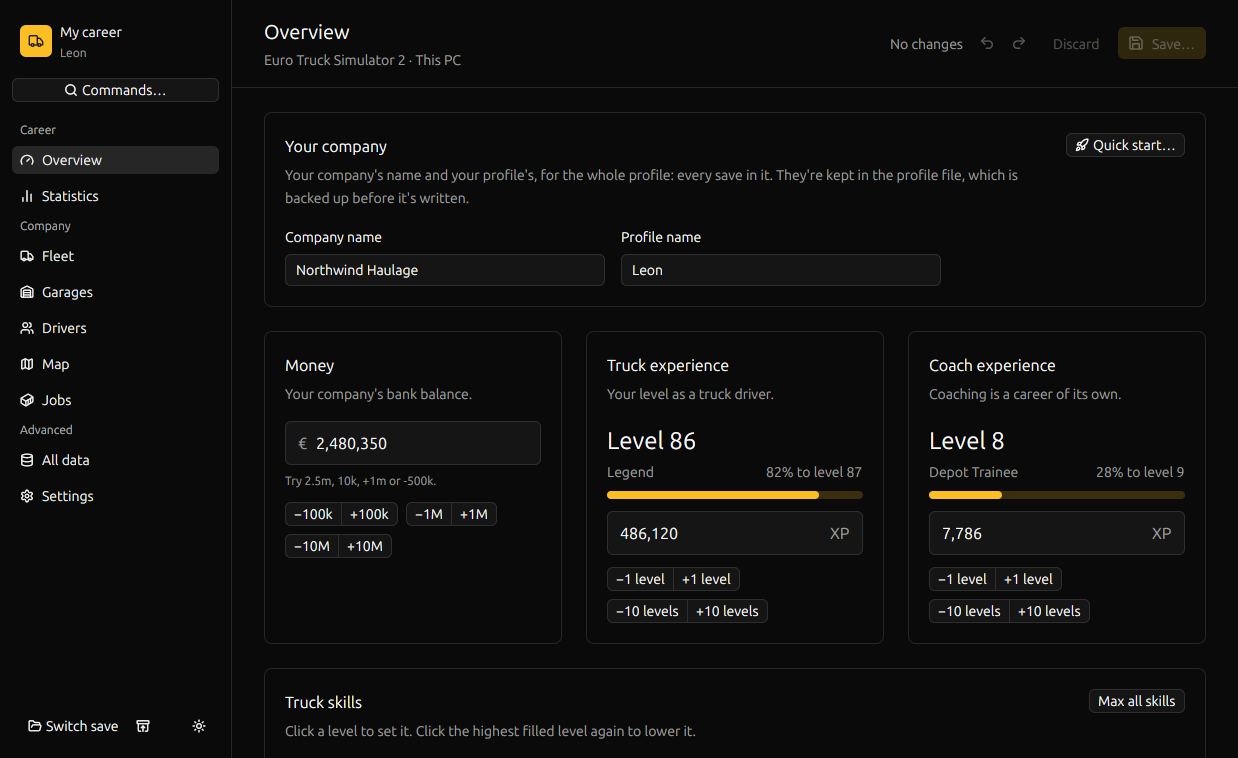 My career
Leon
Commands…
Career
Overview
Statistics
Company
Fleet
Garages
Drivers
Map
Jobs
Advanced
All data
Settings
Switch save
Overview
Euro Truck Simulator 2 · This PC
No changes
Discard
Save…
Your company
Quick start…
Your company's name and your profile's, for the whole profile: every save in it. They're kept in the profile file, which is
backed up before it's written.
Company name
Profile name
Northwind Haulage
Leon
Money
Your company's bank balance.
€ 2,480,350
Try 2.5m, 10k, +1m or -500k.
−100k +100k −1M +1M
−10M +10M
Truck experience
Your level as a truck driver.
Level 86
Legend 82% to level 87
486,120 XP
−1 level +1 level
−10 levels +10 levels
Coach experience
Coaching is a career of its own.
Level 8
Depot Trainee 28% to level 9
7,786 XP
−1 level +1 level
−10 levels +10 levels
Truck skills
Max all skills
Click a level to set it. Click the highest filled level again to lower it.